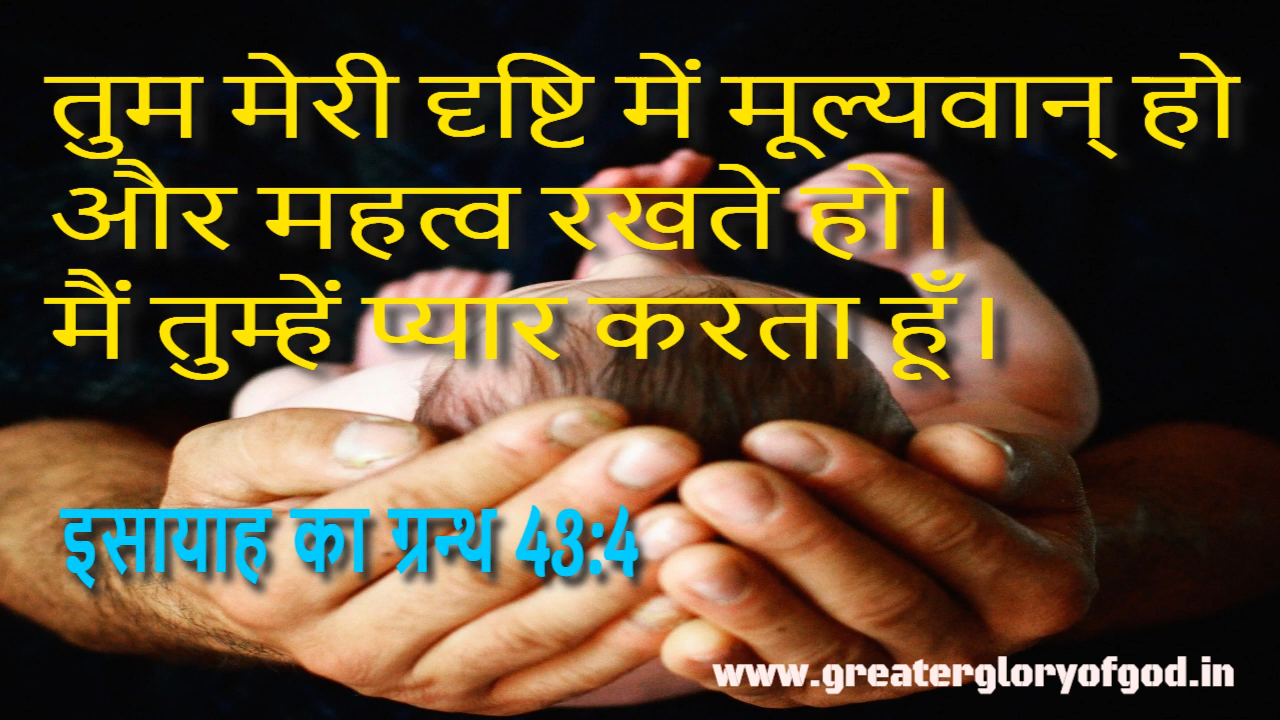 तुम मेरी दृष्टि में मूल्यवान् हो
और महत्व रखते हो।
मैं तुम्हें प्यार करता हूँ।
इसायाह का ग्रन्थ 43:4
www.greatergloryofgod.in